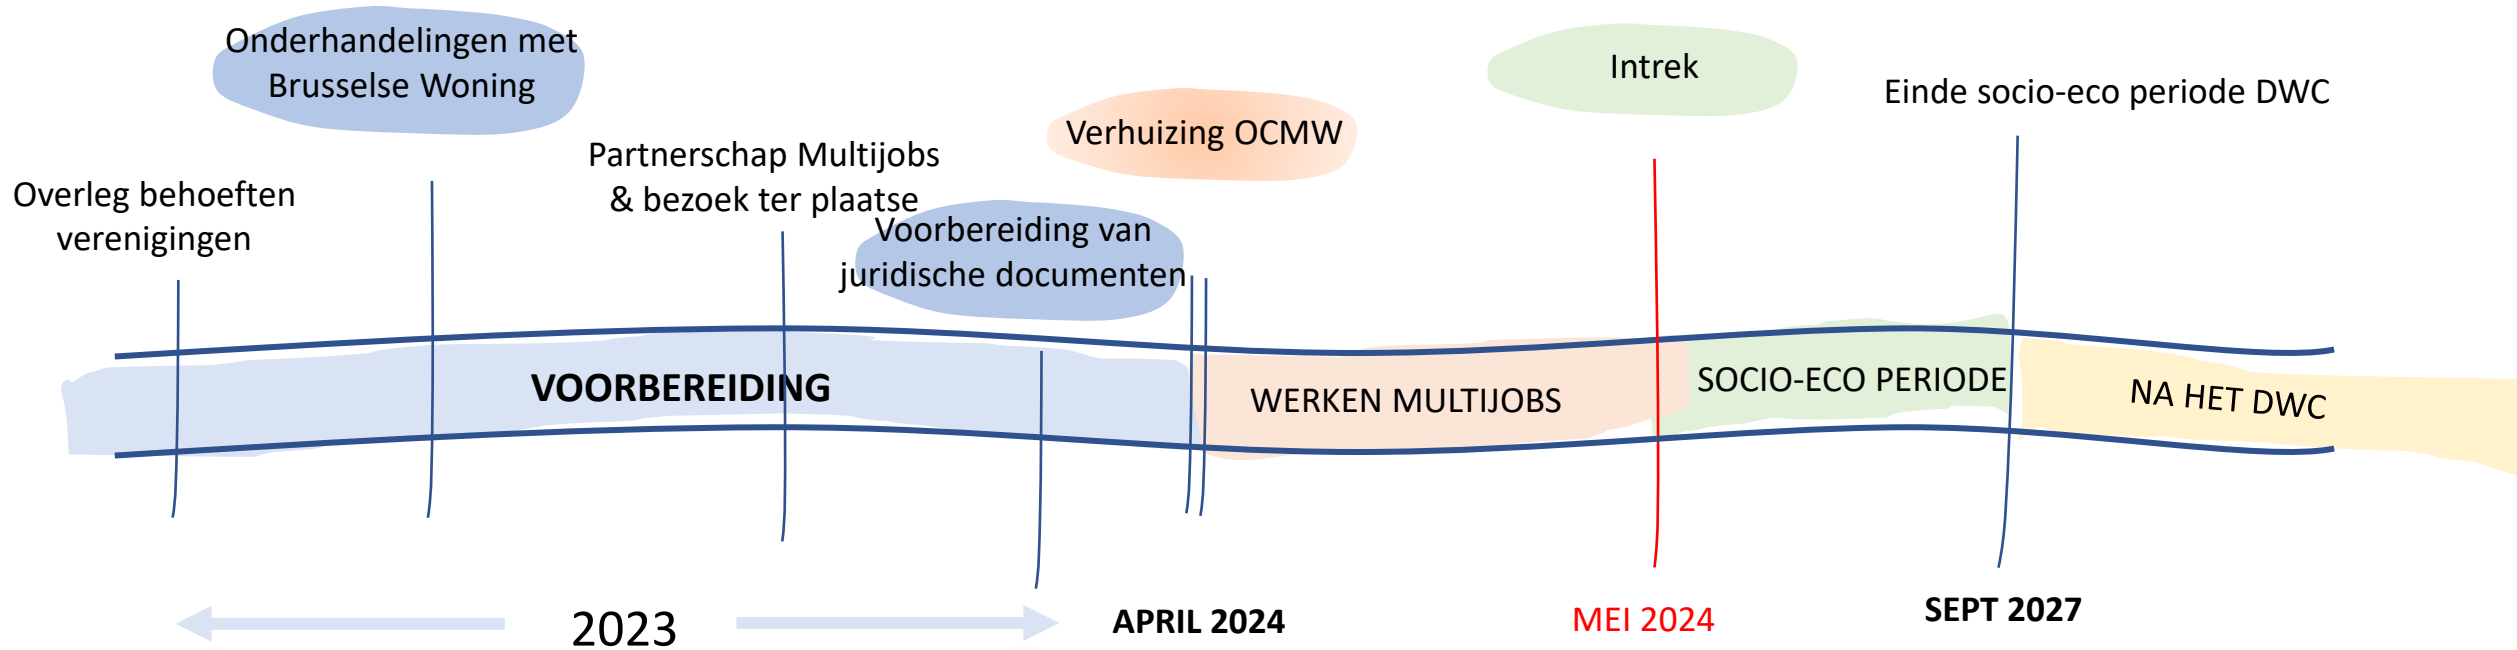 Onderhandelingen met
Brusselse Woning
Intrek
Einde socio-eco periode DWC
Verhuizing OCMW
Partnerschap Multijobs
& bezoek ter plaatse
Overleg behoeften
verenigingen
Voorbereiding van
juridische documenten
VOORBEREIDING
WERKEN MULTIJOBS
SOCIO-ECO PERIODE
NA HET DWC
2023
APRIL 2024
MEI 2024
SEPT 2027